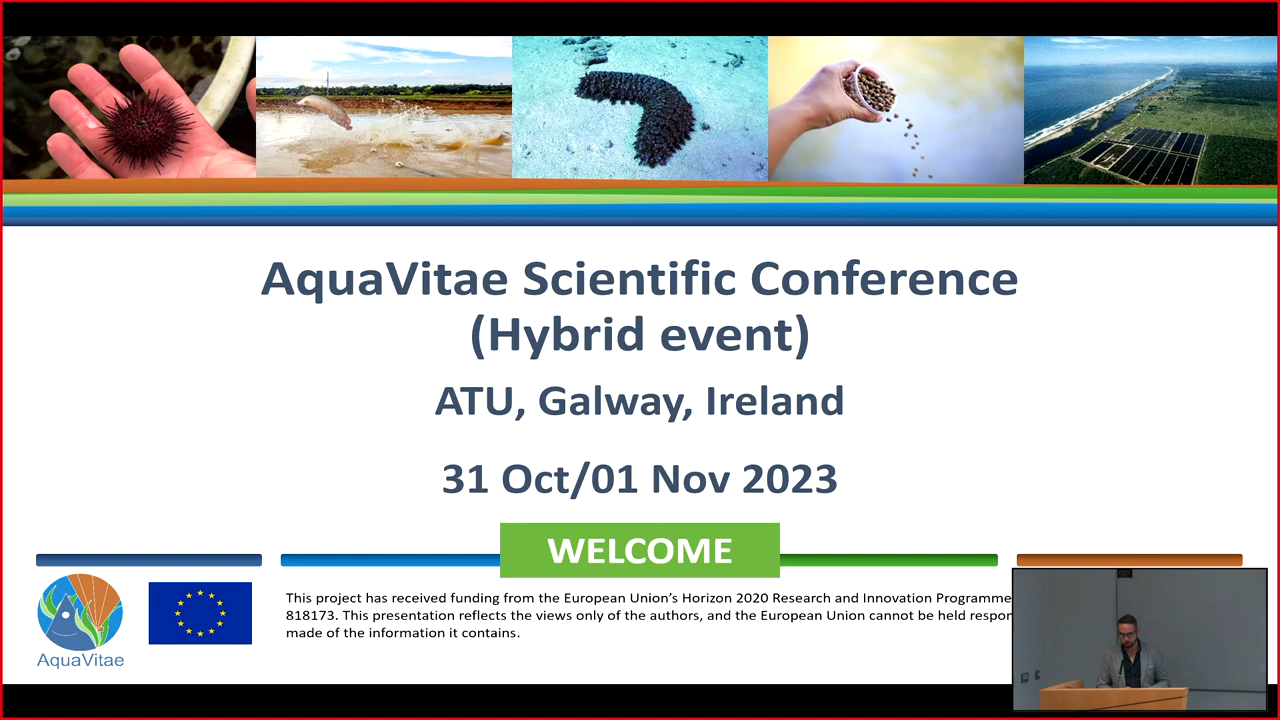 AquaVitae Scientific Conference
(Hybrid event)
ATU, Galway, Ireland
31 Oct/01 Nov 2023
WELCOME
This project has received funding from the European Union's Horizon 2020 Research and Innovation Programme
818173. This presentation reflects the views only of the authors, and the European Union cannot be held respon
made of the information it contains.
AquaVitae